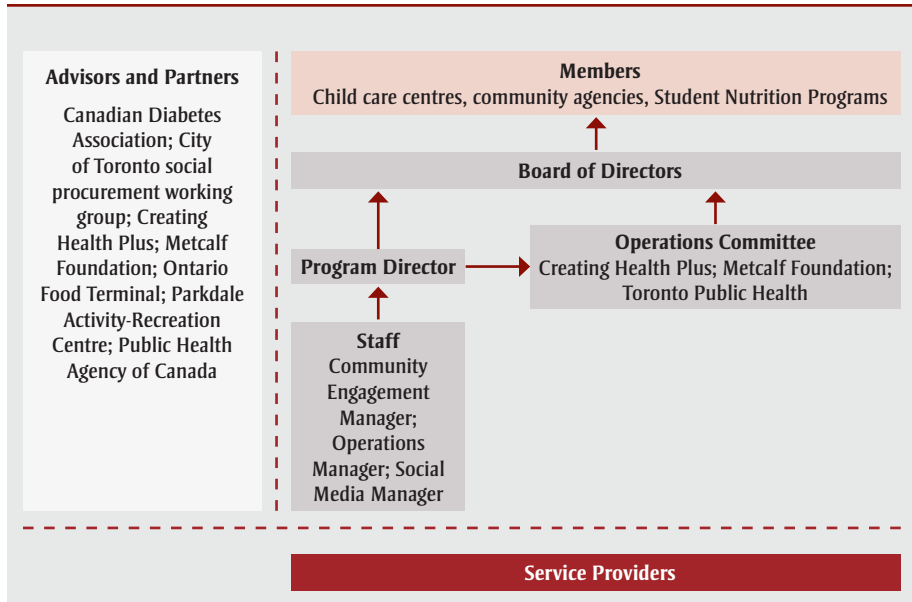 Advisors and Partners
Canadian Diabetes
Association; City
of Toronto social
procurement working
group; Creating
Health Plus; Metcalf
Foundation; Ontario
Food Terminal; Parkdale
Activity-Recreation
Centre; Public Health
Agency of Canada
Members
Child care centres, community agencies, Student Nutrition Programs
Board of Directors
Program Director
Operations Committee
Creating Health Plus; Metcalf Foundation;
Toronto Public Health
Staff
Community
Engagement
Manager;
Operations
Manager; Social
Media Manager
Service Providers